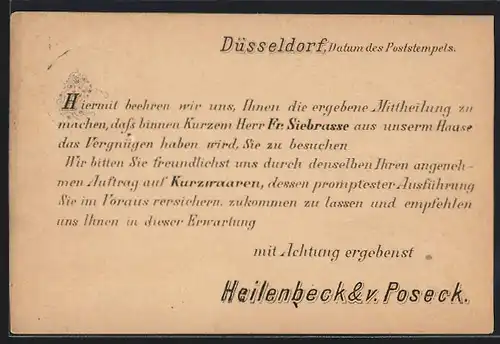 Düsseldorf, Datum des Poststempels.
Hiermit beehren wir uns, Ihnen die ergebene Mittheilung zu
machen, daß binnen Kurzem Herr Fr. Siebrasse aus unserm Hause
das Vergnügen haben wird, Sie zu besuchen
Wir bitten Sie freundlichst uns durch denselben Ihren angeneh-
men Auftrag auf Kurzwaaren, dessen promptester Ausführung
Sie im Voraus versichern, zukommen zu lassen und empfehlen
uns Ihnen in dieser Erwartung
mit Achtung ergebenst
Heilenbeck & v. Poseck.